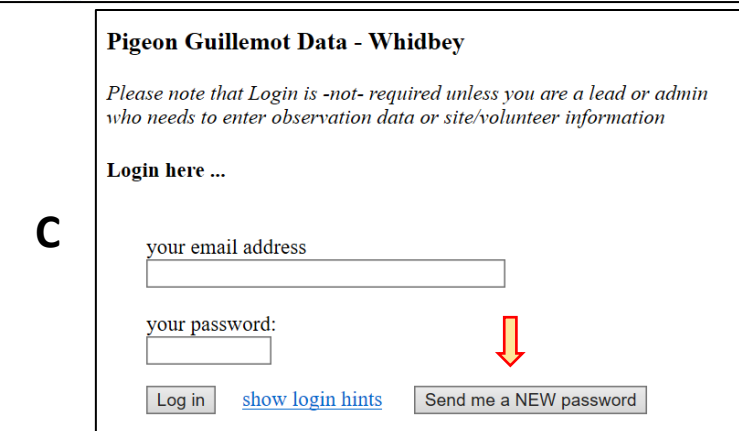 Pigeon Guillemot Data - Whidbey
Please note that Login is -not- required unless you are a lead or admin
who needs to enter observation data or site/volunteer information
Login here ...
C
your email address
your password:
Log in show login hints Send me a NEW password